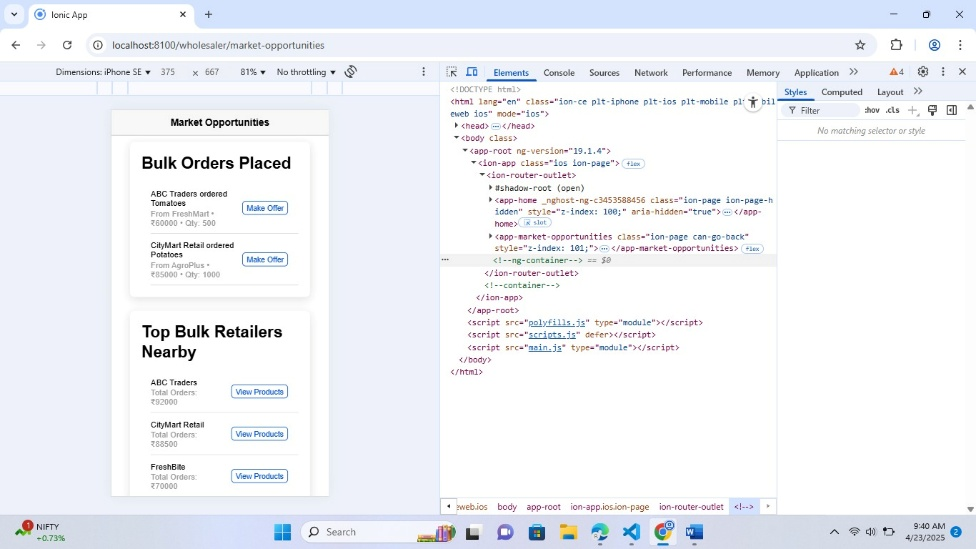 Ionic App
localhost:8100/wholesaler/market-opportunities
Dimensions: iPhone SE 375 x 667 81% No throttling
Elements Console Sources Network Performance Memory Application 4
Market Opportunities
Bulk Orders Placed
ABC Traders ordered
Tomatoes
From FreshMart •
₹60000 • Qty: 500
Make Offer
CityMart Retail ordered
Potatoes
From AgroPlus •
₹85000 • Qty: 1000
Make Offer
Top Bulk Retailers
Nearby
ABC Traders
Total Orders:
₹92000
View Products
CityMart Retail
Total Orders:
₹88500
View Products
FreshBite
Total Orders:
₹70000
View Products
<!DOCTYPE html>
<html lang="en" class="ion-ce plt-iphone plt-ios plt-mobile pl bil
eweb ios" mode="ios">
<head> … </head>
<body class>
<app-root ng-version="19.1.4">
<ion-app class="ios ion-page"> flex
<ion-router-outlet>
#shadow-root (open)
<app-home _nghost-ng-c3453588456 class="ion-page ion-page-h
idden" style="z-index: 100;" aria-hidden="true"> … </app-
home> slot
<app-market-opportunities class="ion-page can-go-back"
style="z-index: 101;"> … </app-market-opportunities> flex
… <!--ng-container--> == $0
</ion-router-outlet>
<!--container-->
</ion-app>
</app-root>
<script src="polyfills.js" type="module"></script>
<script src="scripts.js" defer></script>
<script src="main.js" type="module"></script>
</body>
</html>
eweb.ios body app-root ion-app.ios.ion-page ion-router-outlet <!-->
Styles Computed Layout
Filter :hov .cls
No matching selector or style
1 NIFTY
+0.73%
Search
9:40 AM
4/23/2025
2